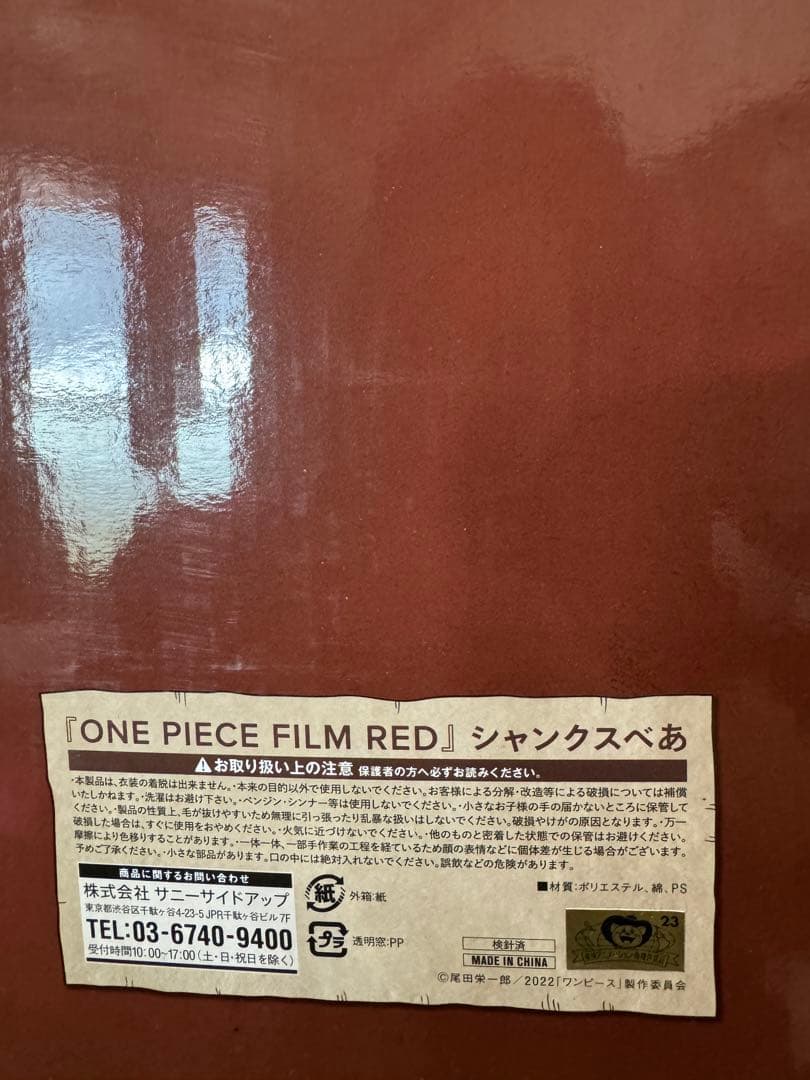 『ONE PIECE FILM RED』シャンクスべあ
お取り扱い上の注意 保護者の方へ必ずお読みください。
・本製品は、衣装の着脱は出来ません。・本来の目的以外で使用しないでください。お客様による分解・改造等による破損については補償
いたしかねます。・洗濯はお避け下さい。・ベンジン・シンナー等は使用しないでください。・小さなお子様の手の届かないところに保管して
ください。・製品の性質上、毛が抜けやすいため無理に引っ張ったり乱暴な扱いはしないでください。破損やけがの原因となります。・万一
破損した場合は、すぐに使用をおやめください。・火気に近づけないでください。・他のものと密着した状態での保管はお避けください。
摩擦により色移りすることがあります。・一体一体、一部手作業の工程を経ているため顔の表情などに個体差が生じる場合がございます。
予めご了承ください。・小さな部品があります。口の中には絶対入れないでください。誤飲などの危険があります。
商品に関するお問い合わせ
株式会社 サニーサイドアップ
東京都渋谷区千駄ヶ谷4-23-5 JPR千駄ヶ谷ビル 7F
TEL:03-6740-9400
受付時間10:00~17:00(土・日・祝日を除く)
紙 外箱:紙
プラ 透明窓:PP
■材質:ポリエステル、綿、PS
検針済
MADE IN CHINA
23
©尾田栄一郎/2022「ワンピース」製作委員会